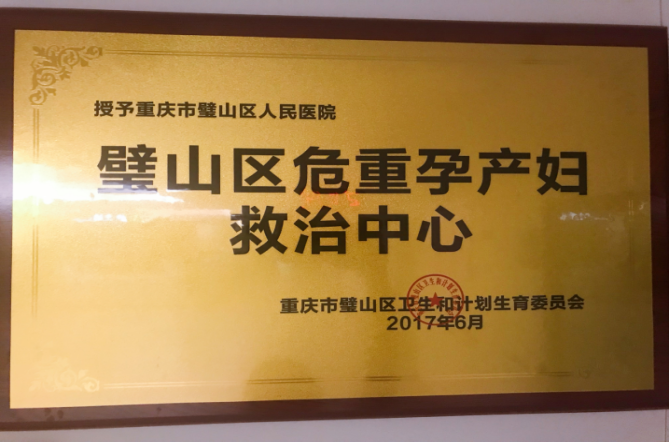 授予重庆市璧山区人民医院
璧山区危重孕产妇
救治中心
重庆市璧山区卫生和计划生育委员会
2017年6月